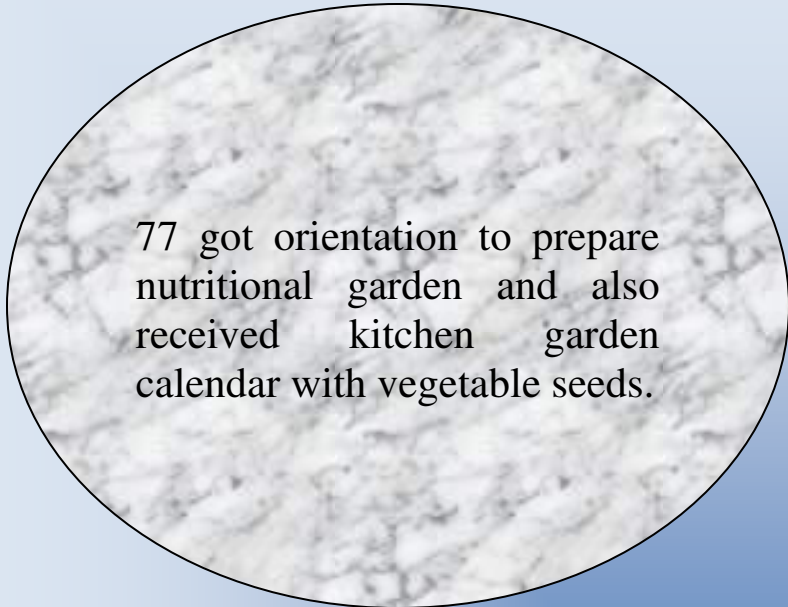 77 got orientation to prepare
nutritional garden and also
received kitchen garden
calendar with vegetable seeds.